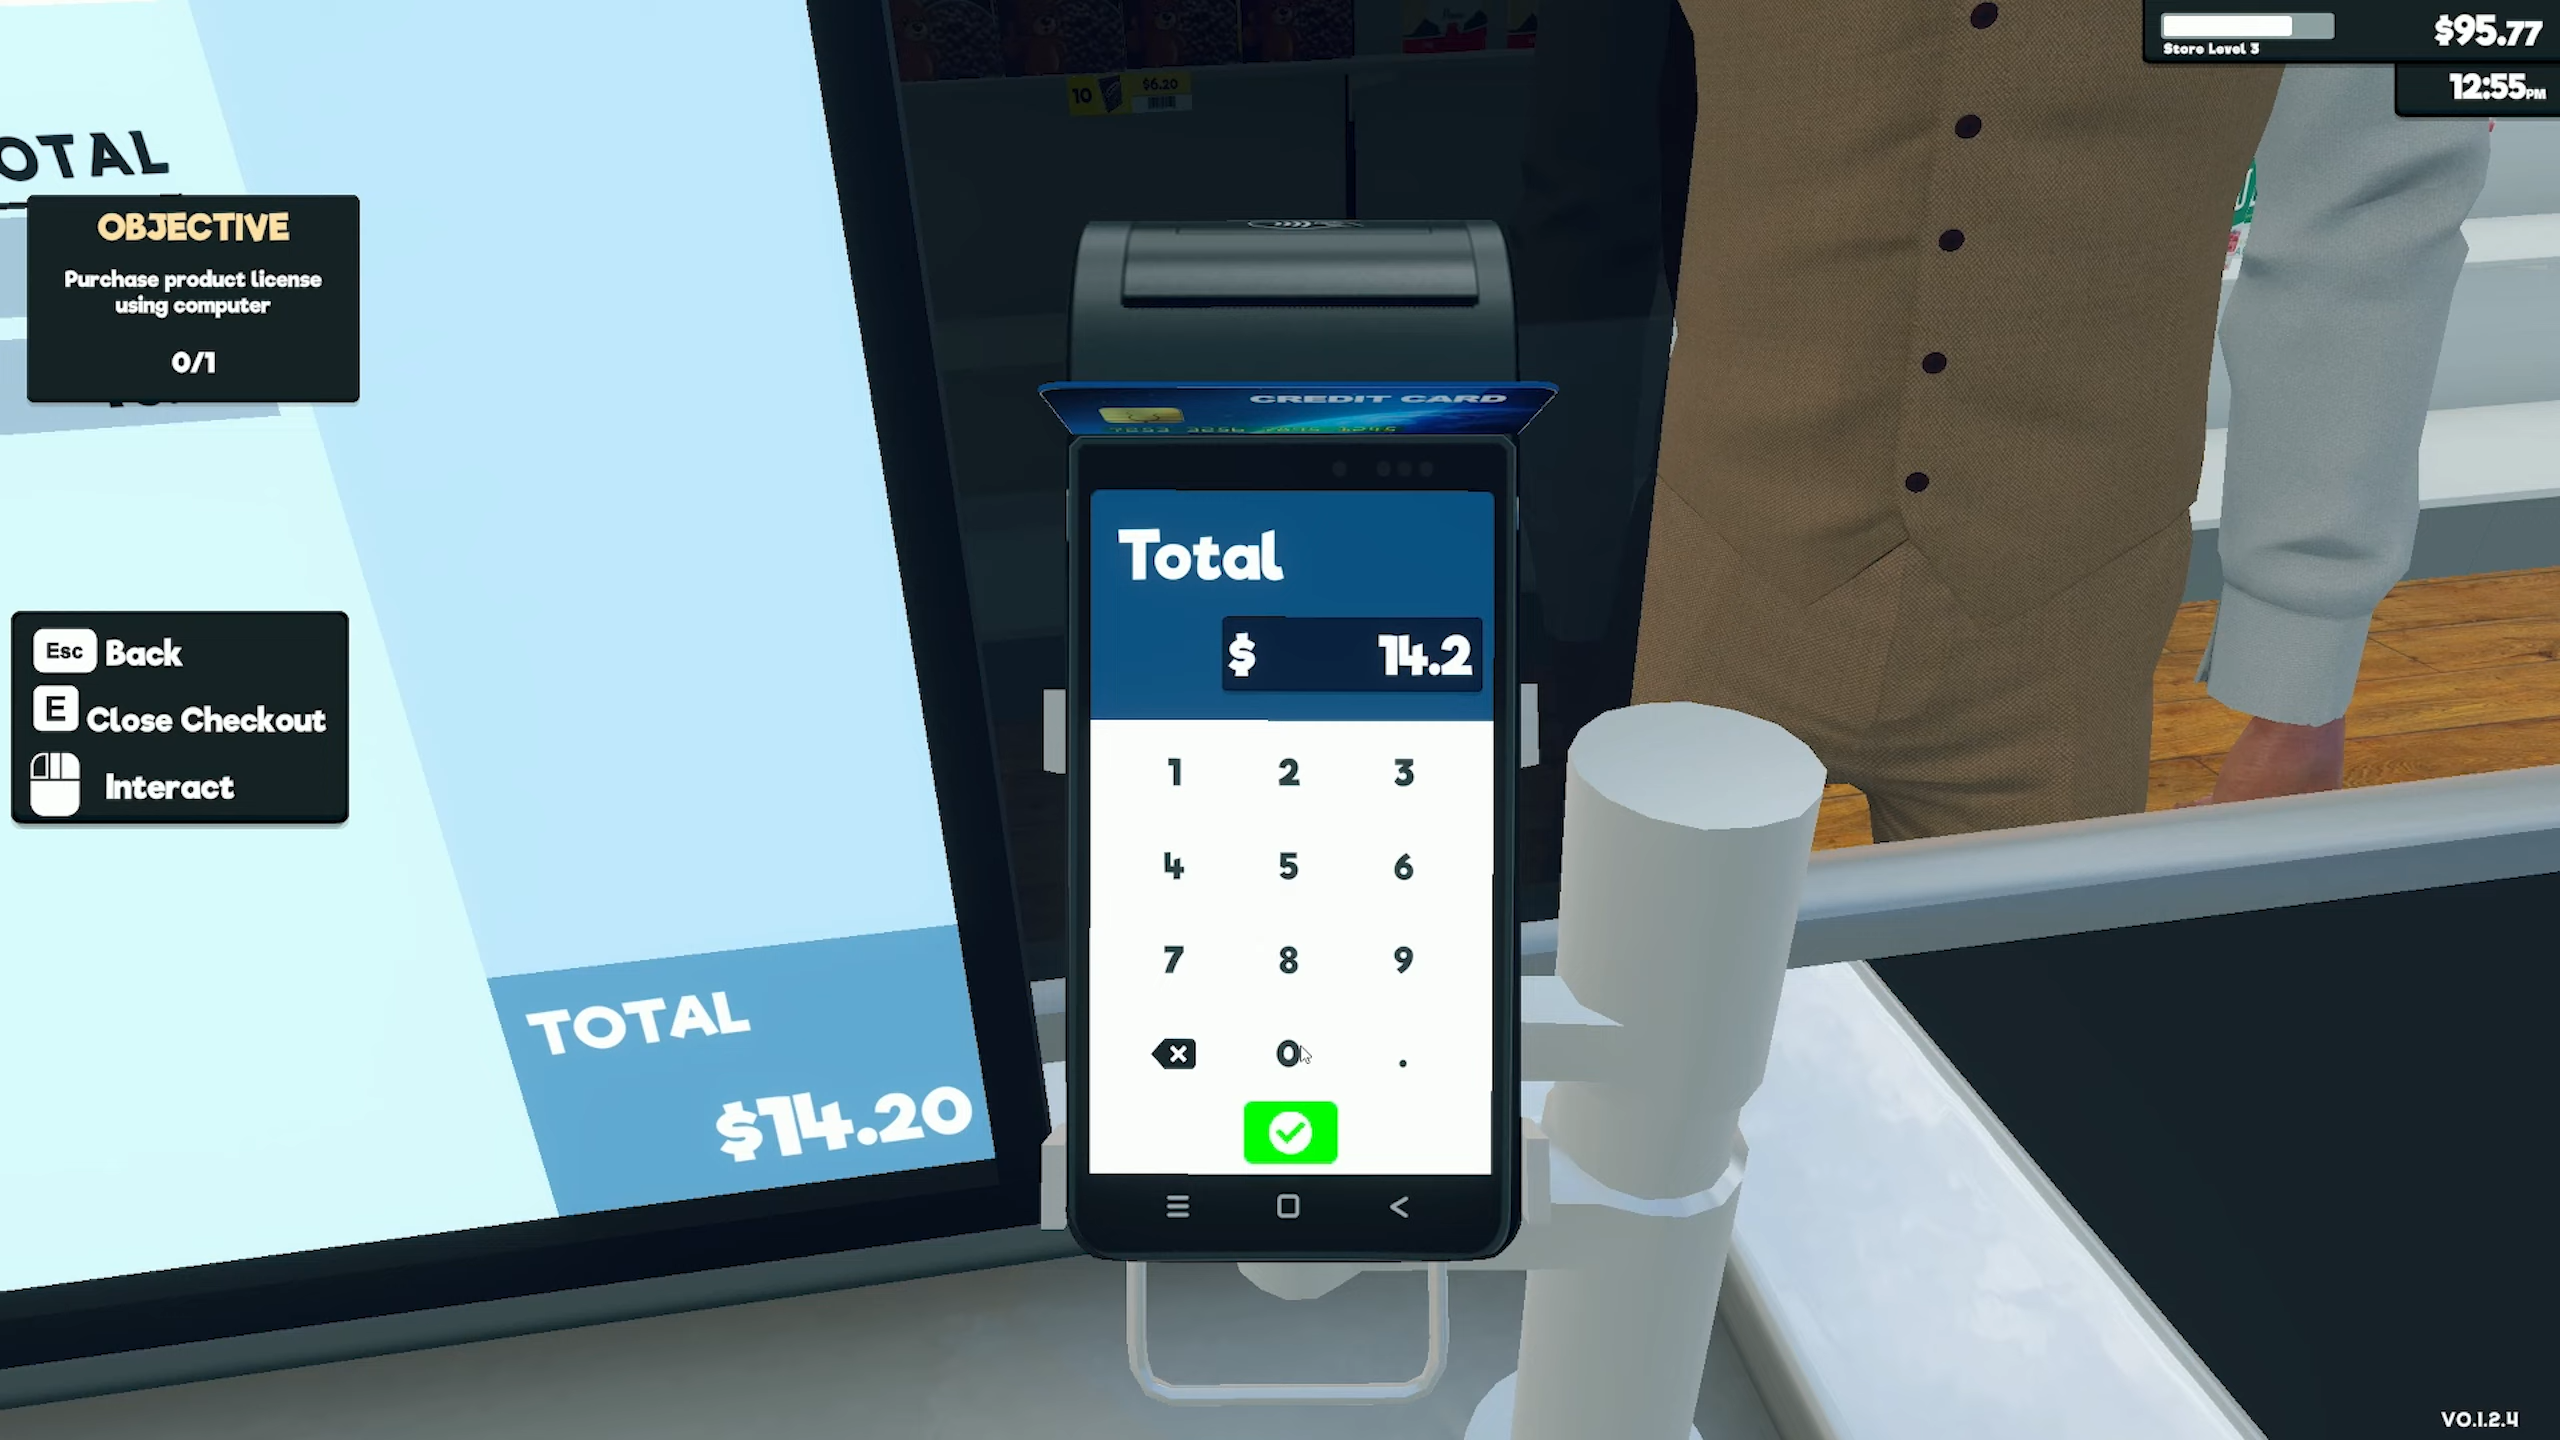 $95.77
Store Level 3
12:55PM
10 $6.20
OTAL
OBJECTIVE
Purchase product license
using computer
0/1
CREDIT CARD
Total
$ 14.2
Esc Back
E Close Checkout
Interact
1 2 3
4 5 6
7 8 9
0 .
TOTAL
$14.20
V0.1.2.4